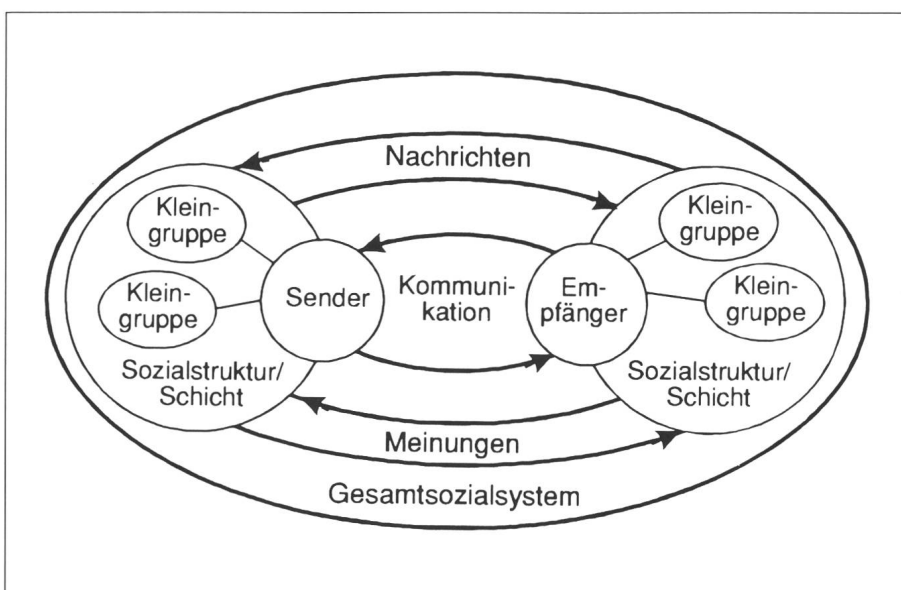 Nachrichten
Klein-
gruppe
Klein-
gruppe
Sender
Kommuni-
kation
Em-
pfänger
Klein-
gruppe
Klein-
gruppe
Sozialstruktur/
Schicht
Sozialstruktur/
Schicht
Meinungen
Gesamtsozialsystem